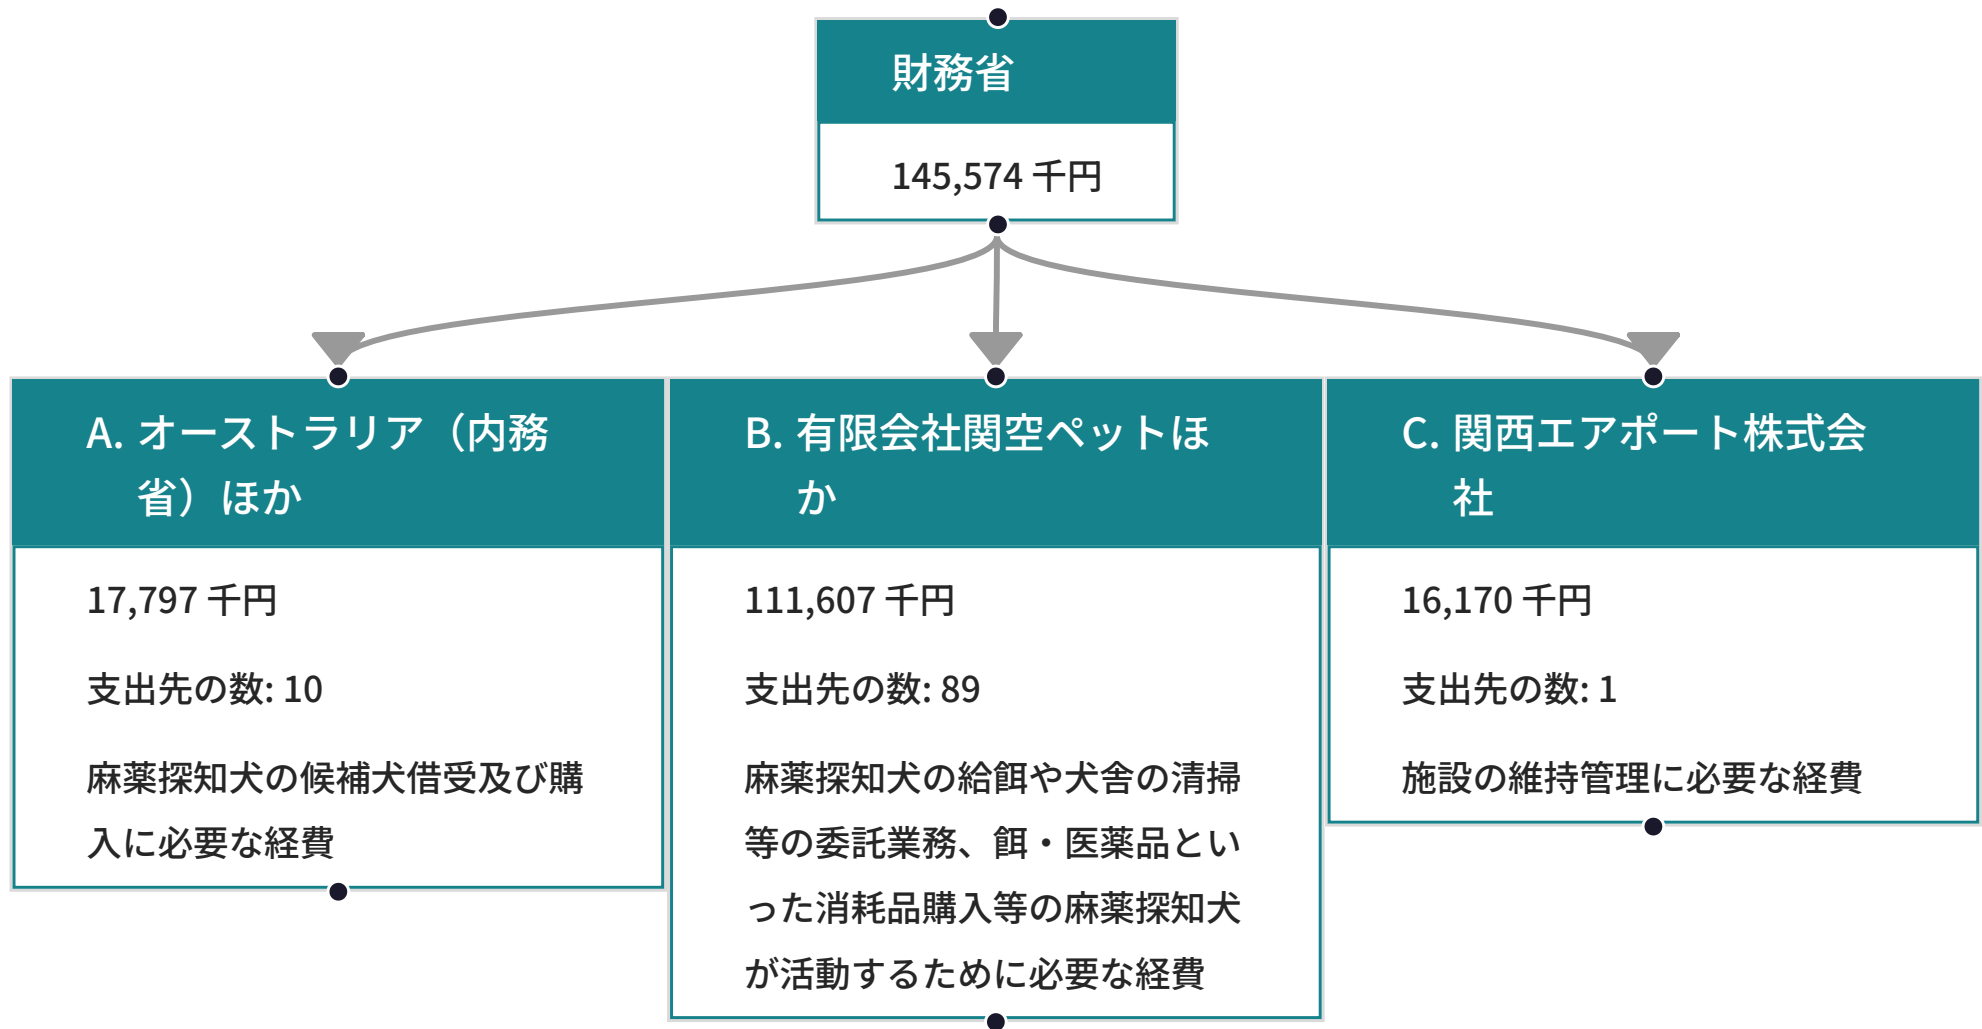 財務省
145,574 千円
A. オーストラリア（内務
省）ほか
17,797 千円
支出先の数: 10
麻薬探知犬の候補犬借受及び購
入に必要な経費
B. 有限会社関空ペットほ
か
111,607 千円
支出先の数: 89
麻薬探知犬の給餌や犬舎の清掃
等の委託業務、餌・医薬品とい
った消耗品購入等の麻薬探知犬
が活動するために必要な経費
C. 関西エアポート株式会
社
16,170 千円
支出先の数: 1
施設の維持管理に必要な経費